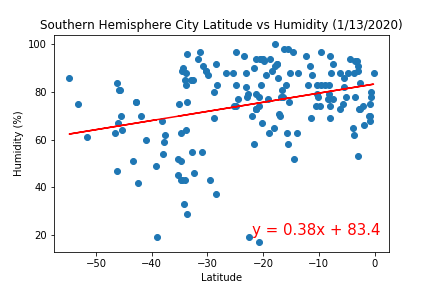 Southern Hemisphere City Latitude vs Humidity (1/13/2020)
100
80
60
40
20
Humidity (%)
y = 0.38x + 83.4
−50
−40
−30
−20
−10
0
Latitude